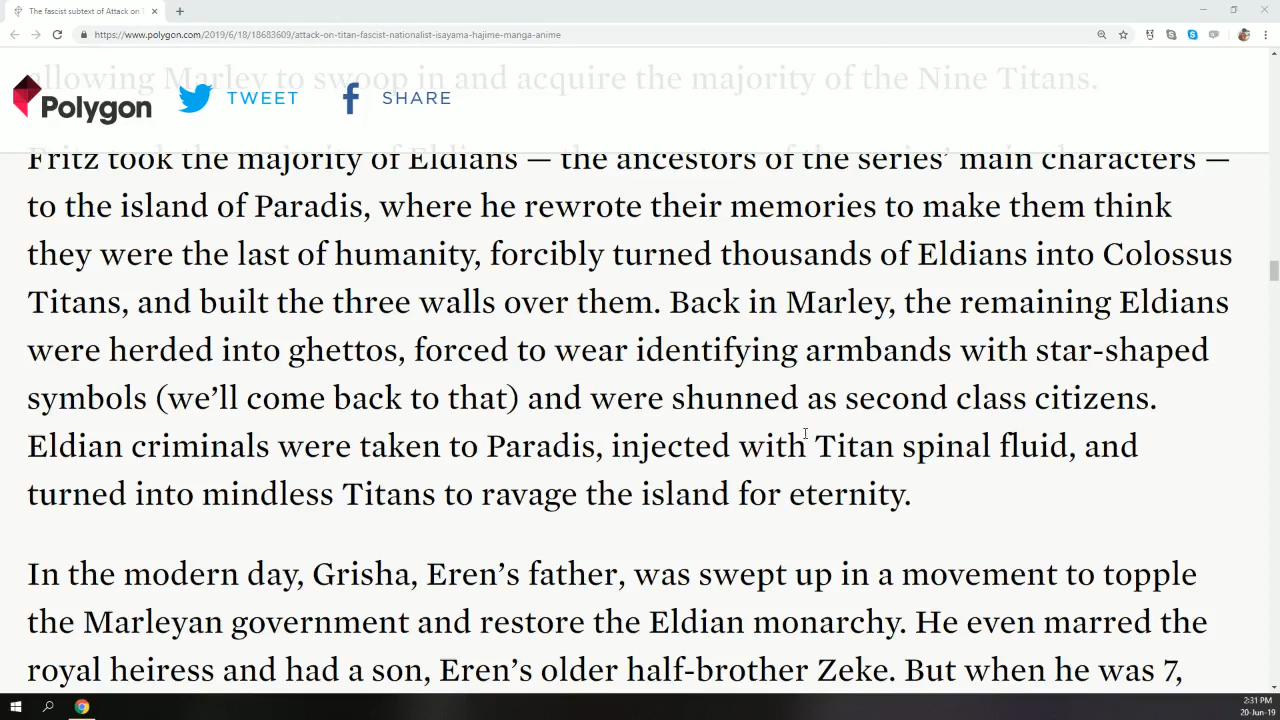 The fascist subtext of Attack on T
https://www.polygon.com/2019/6/18/18683609/attack-on-titan-fascist-nationalist-isayama-hajime-manga-anime
allowing Marley to swoop in and acquire the majority of the Nine Titans.
Polygon TWEET SHARE
Fritz took the majority of Eldians — the ancestors of the series’ main characters —
to the island of Paradis, where he rewrote their memories to make them think
they were the last of humanity, forcibly turned thousands of Eldians into Colossus
Titans, and built the three walls over them. Back in Marley, the remaining Eldians
were herded into ghettos, forced to wear identifying armbands with star-shaped
symbols (we’ll come back to that) and were shunned as second class citizens.
Eldian criminals were taken to Paradis, injected with Titan spinal fluid, and
turned into mindless Titans to ravage the island for eternity.
In the modern day, Grisha, Eren’s father, was swept up in a movement to topple
the Marleyan government and restore the Eldian monarchy. He even marred the
royal heiress and had a son, Eren’s older half-brother Zeke. But when he was 7,
2:31 PM
20-Jun-19